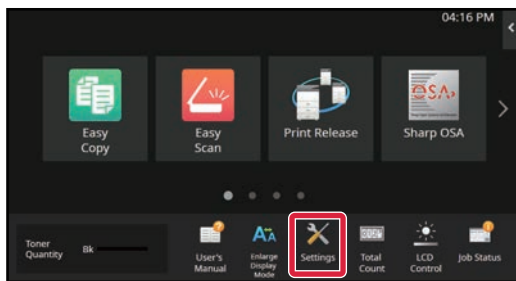 04:16 PM
Easy
Copy
Easy
Scan
Print Release
OSA
Sharp OSA
Toner
Quantity
Bk
User's
Manual
Enlarge
Display
Mode
Settings
Total
Count
LCD
Control
Job Status